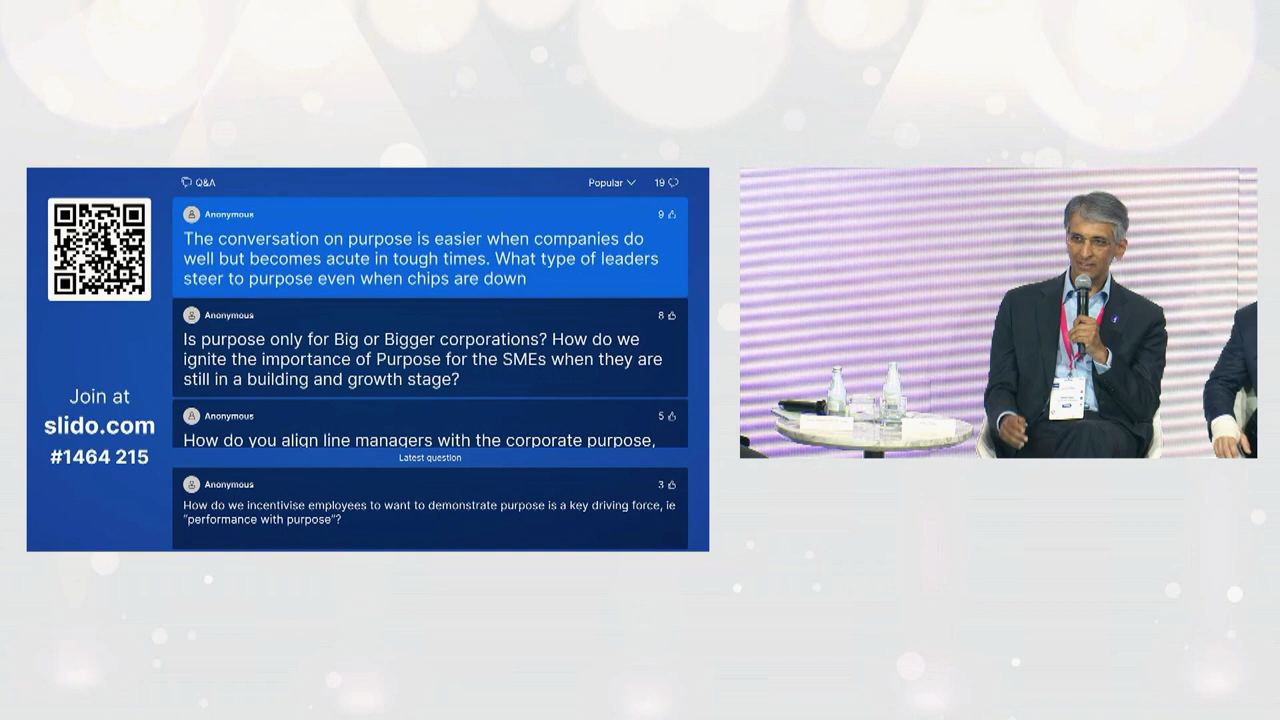 Q&A
Popular
19
Anonymous
9
The conversation on purpose is easier when companies do
well but becomes acute in tough times. What type of leaders
steer to purpose even when chips are down
Anonymous
8
Is purpose only for Big or Bigger corporations? How do we
ignite the importance of Purpose for the SMEs when they are
still in a building and growth stage?
Anonymous
5
How do you align line managers with the corporate purpose,
Latest question
Anonymous
3
How do we incentivise employees to want to demonstrate purpose is a key driving force, ie
"performance with purpose"?
Join at
slido.com
#1464 215